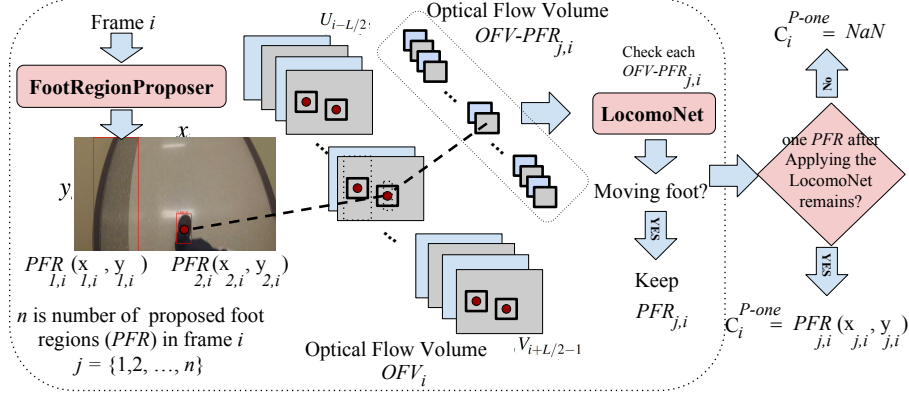 Frame i
FootRegionProposer
x
y
PFR1,i (x1,i, y1,i)
PFR2,i (x2,i, y2,i)
n is number of proposed foot
regions (PFR) in frame i
j = {1,2, …, n}
Ui−L/2
Optical Flow Volume
OFV-PFRj,i
Optical Flow Volume
OFVi
Vi+L/2−1
Check each
OFV-PFRj,i
LocomoNet
Moving foot?
YES
Keep
PFRj,i
CiP-one = NaN
No
one PFR after
Applying the
LocomoNet
remains?
YES
CiP-one = PFRj,i (xj,i, yj,i)